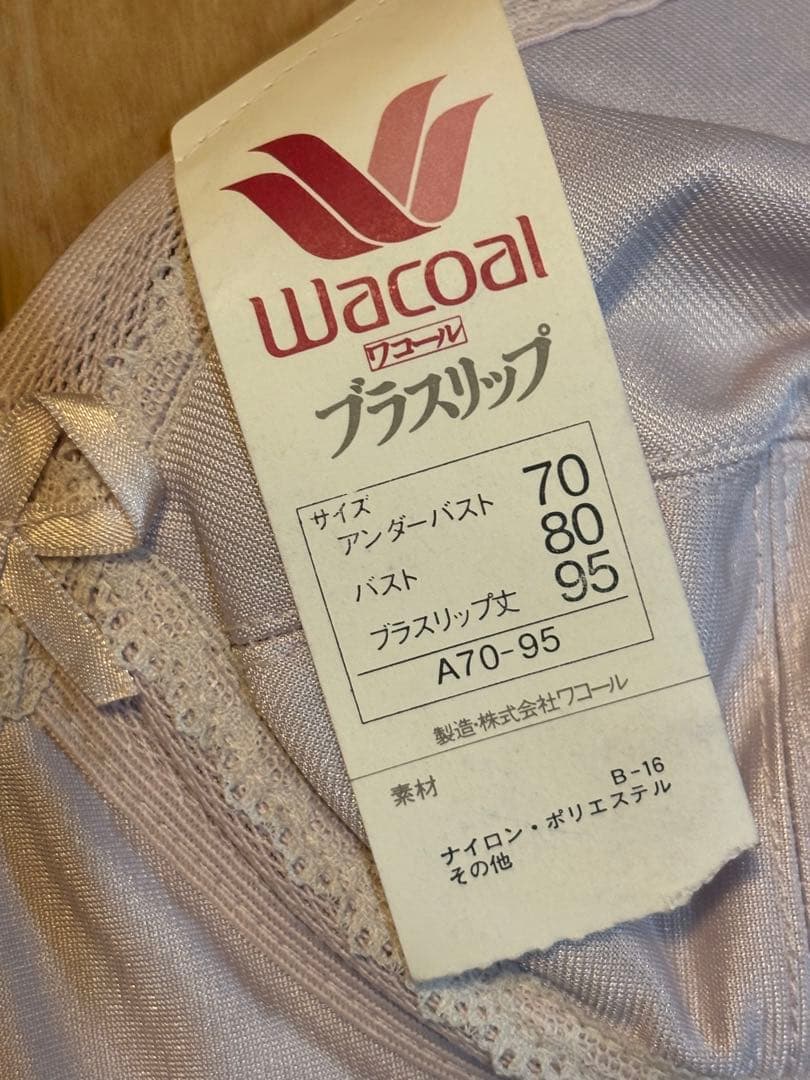 Wacoal
ワコール
ブラスリップ
サイズ
アンダーバスト 70
バスト 80
ブラスリップ丈 95
A70-95
製造・株式会社ワコール
素材 B-16
ナイロン・ポリエステル
その他